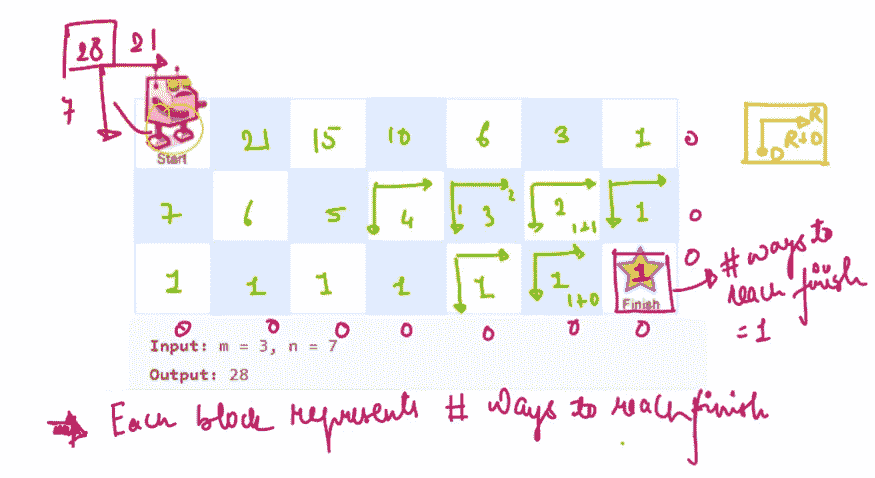 28 21
7
Start 21 15 10 6 3 1 0
R
R+D
D
7 6 5 4 1 3 2 2 1+1 1 0
0
1 1 1 1 1 1 1+0 1
Finish
# ways to
reach finish
= 1
0 0 0 0 0 0 0
Input: m = 3, n = 7
Output: 28
Each block represents # Ways to reach finish